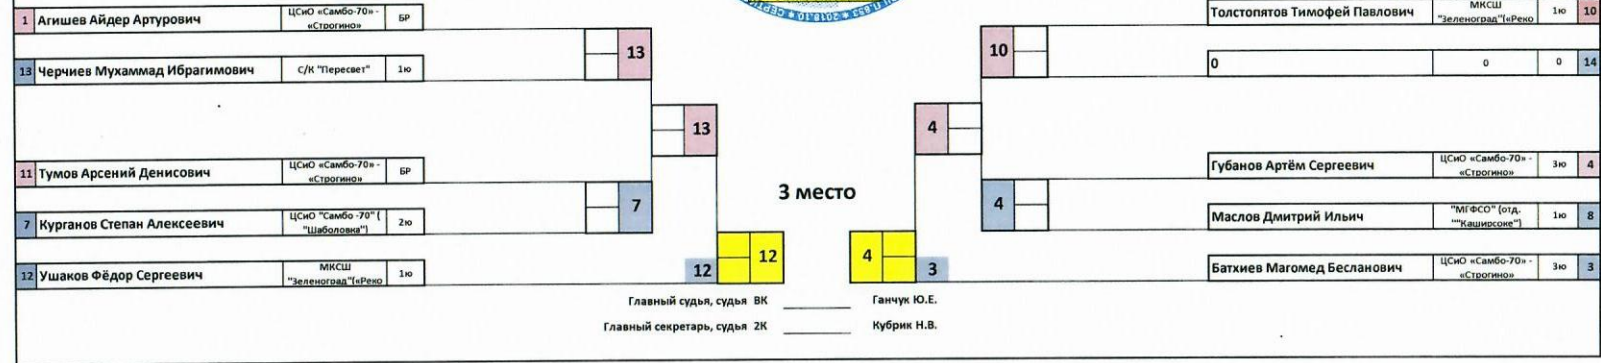 1 Агишев Айдер Артурович ЦСиО «Самбо-70» - «Строгино» БР
13 Черчиев Мухаммад Ибрагимович С/К "Пересвет" 1ю
13
13
11 Тумов Арсений Денисович ЦСиО «Самбо-70» - «Строгино» БР
7 Курганов Степан Алексеевич ЦСиО "Самбо -70" ( "Шаболовка") 2ю
7
12 Ушаков Фёдор Сергеевич МКСШ "Зеленоград"(«Реко 1ю
12
12
3 место
Толстопятов Тимофей Павлович МКСШ "Зеленоград"(«Реко 1ю 10
0 0 0 14
10
4
Губанов Артём Сергеевич ЦСиО «Самбо-70» - «Строгино» 3ю 4
Маслов Дмитрий Ильич "МГФСО" (отд. ""Каширсоке") 1ю 8
4
Батхиев Магомед Бесланович ЦСиО «Самбо-70» - «Строгино» 3ю 3
4
3
Главный судья, судья ВК Ганчук Ю.Е.
Главный секретарь, судья 2К Кубрик Н.В.